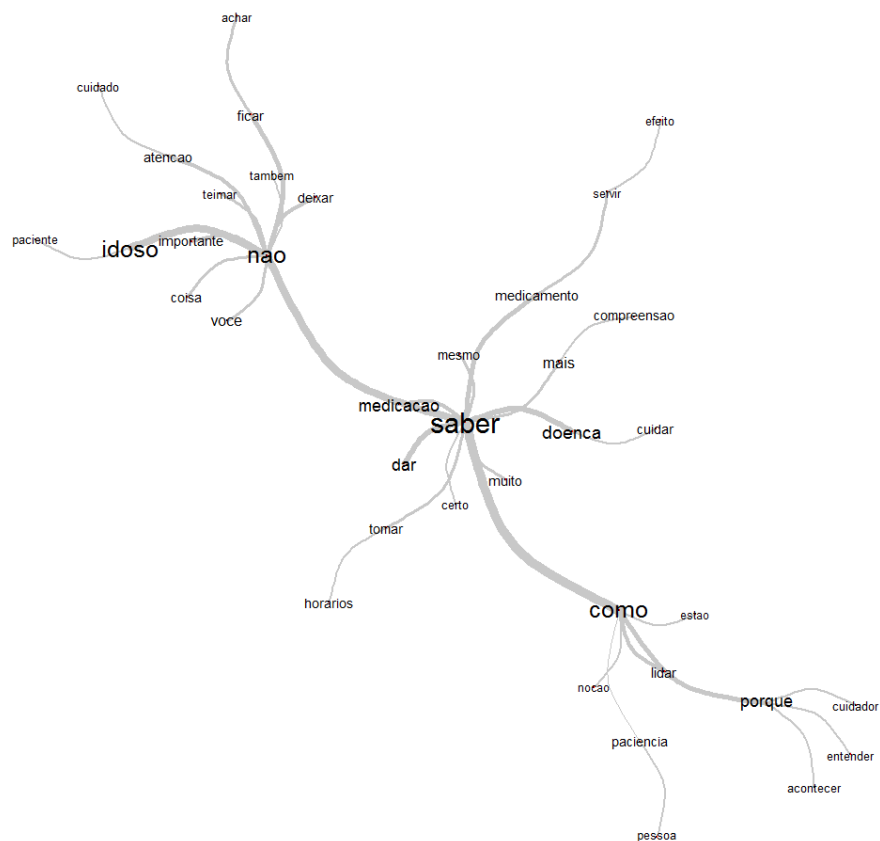 achar
cuidado
ficar
efeito
atencao
tambem
teimar
deixar
servir
paciente
idoso
importante
nao
coisa
voce
medicamento
compreensao
mesmo
mais
medicacao
saber
doenca
cuidar
dar
muito
certo
tomar
horarios
como
estao
nocao
lidar
porque
cuidador
paciencia
entender
acontecer
pessoa